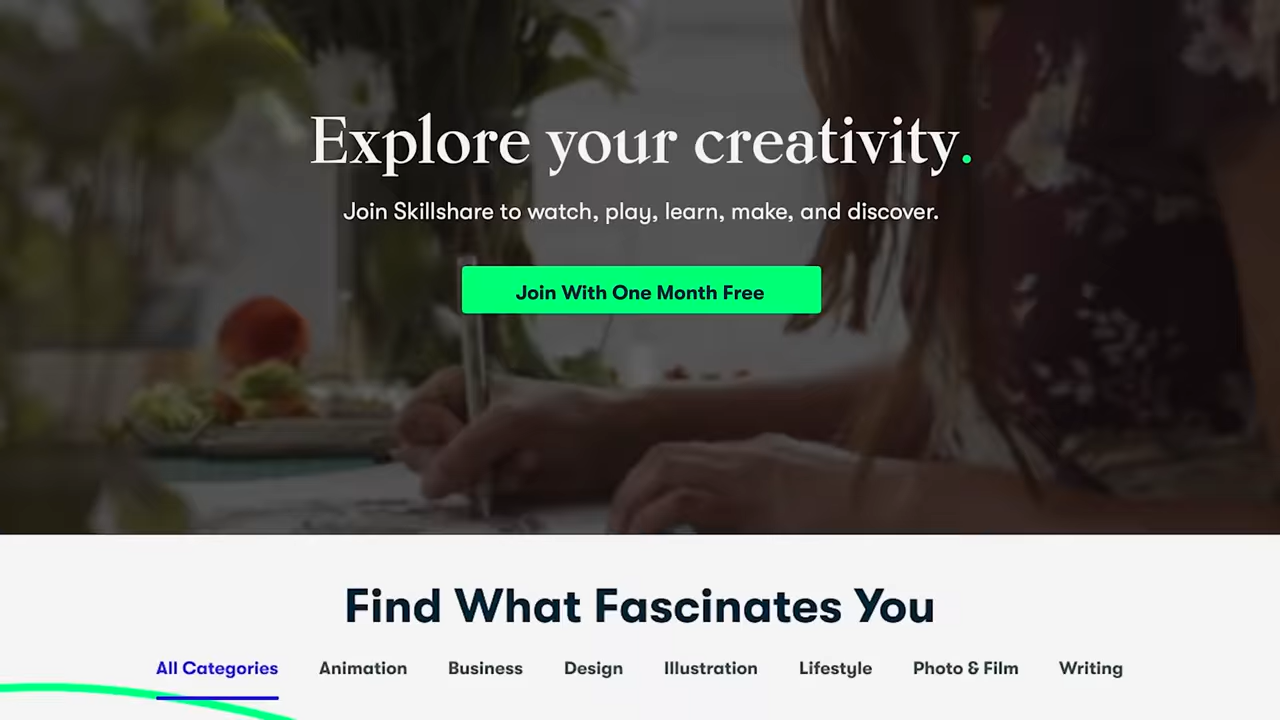 Explore your creativity.
Join Skillshare to watch, play, learn, make, and discover.
Join With One Month Free
Find What Fascinates You
All Categories Animation Business Design Illustration Lifestyle Photo & Film Writing